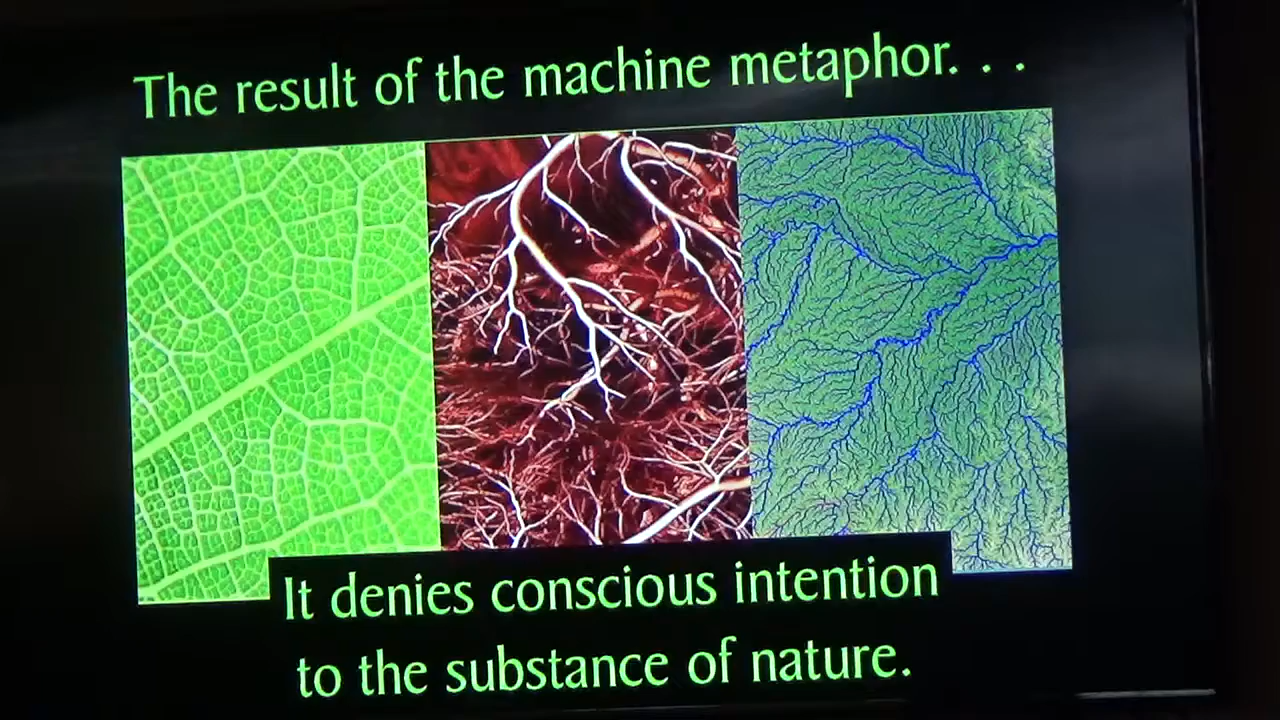 The result of the machine metaphor. . .
It denies conscious intention
to the substance of nature.